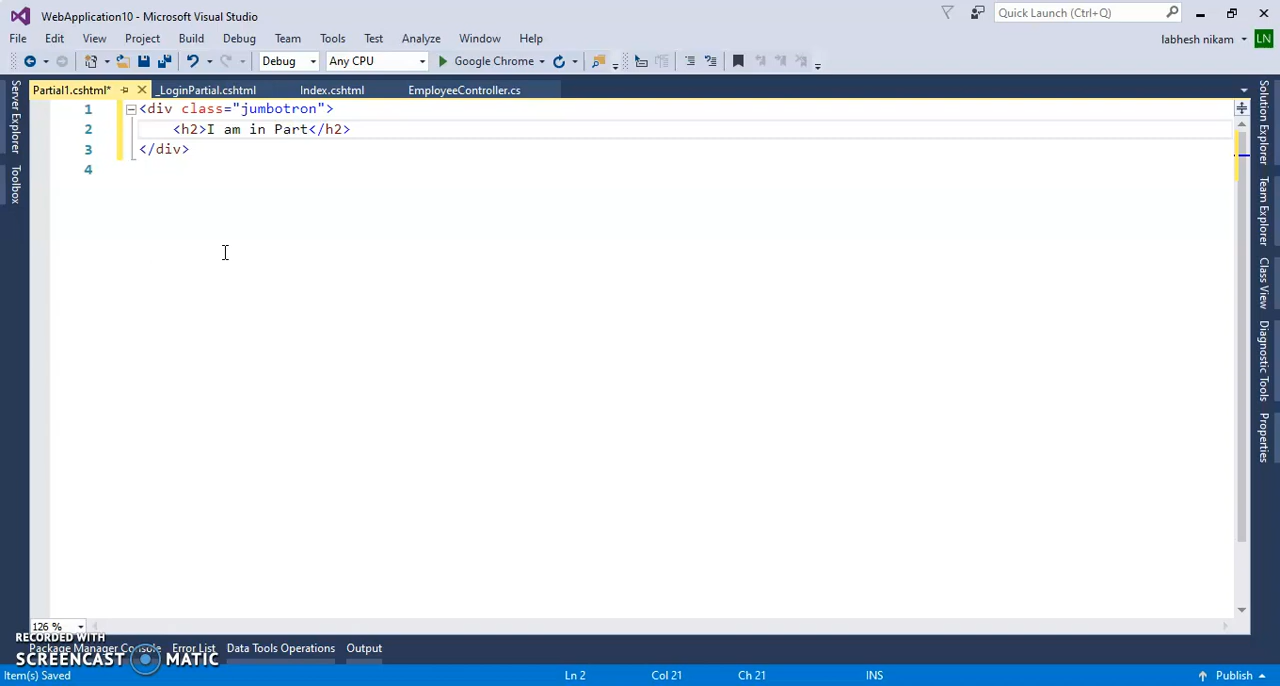 WebApplication10 - Microsoft Visual Studio
Quick Launch (Ctrl+Q)
File Edit View Project Build Debug Team Tools Test Analyze Window Help
labhesh nikam LN
Debug Any CPU Google Chrome
Partial1.cshtml* _LoginPartial.cshtml Index.cshtml EmployeeController.cs
Server Explorer
Toolbox
1 <div class="jumbotron">
2 <h2>I am in Part</h2>
3 </div>
4
Solution Explorer
Team Explorer
Class View
Diagnostic Tools
Properties
126 %
RECORDED WITH
SCREENCAST MATIC
Package Manager Console Error List Data Tools Operations Output
Item(s) Saved Ln 2 Col 21 Ch 21 INS Publish